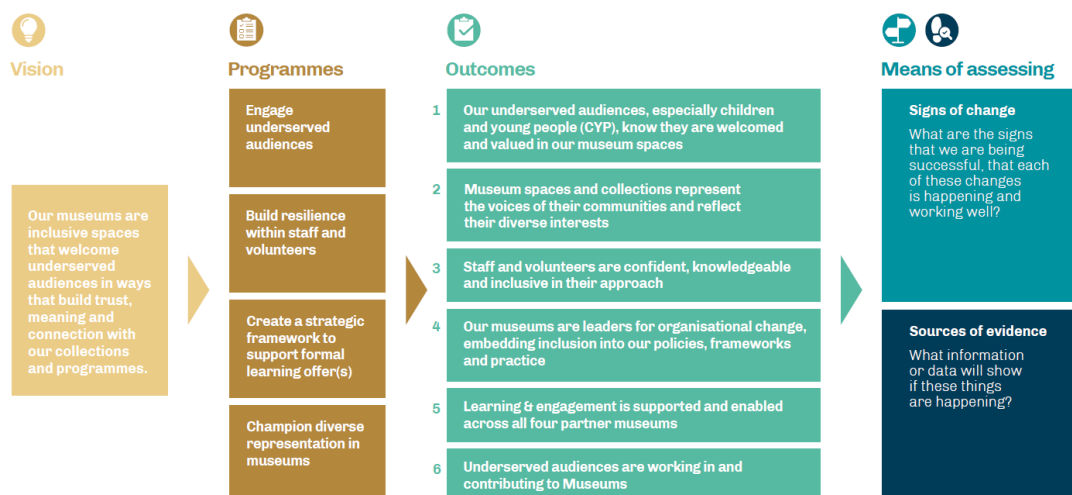 Vision
Our museums are
inclusive spaces
that welcome
underserved
audiences in ways
that build trust,
meaning and
connection with
our collections
and programmes.
Programmes
Engage
underserved
audiences
Build resilience
within staff and
volunteers
Create a strategic
framework to
support formal
learning offer(s)
Champion diverse
representation in
museums
Outcomes
1 Our underserved audiences, especially children
and young people (CYP), know they are welcomed
and valued in our museum spaces
2 Museum spaces and collections represent
the voices of their communities and reflect
their diverse interests
3 Staff and volunteers are confident, knowledgeable
and inclusive in their approach
4 Our museums are leaders for organisational change,
embedding inclusion into our policies, frameworks
and practice
5 Learning & engagement is supported and enabled
across all four partner museums
6 Underserved audiences are working in and
contributing to Museums
Means of assessing
Signs of change
What are the signs
that we are being
successful, that each
of these changes
is happening and
working well?
Sources of evidence
What information
or data will show
if these things
are happening?